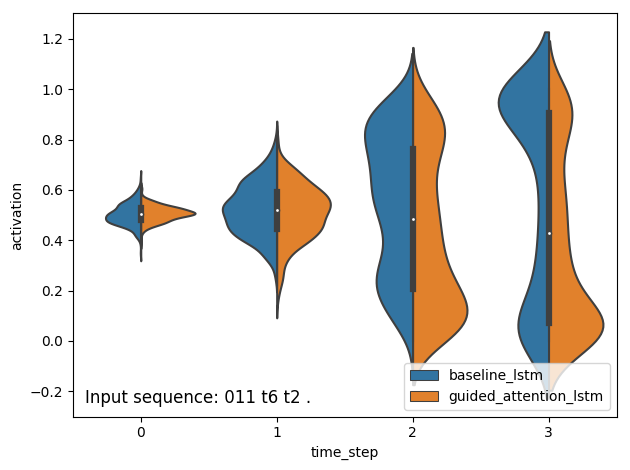 1.2
1.0
0.8
0.6
0.4
0.2
0.0
−0.2
activation
Input sequence: 011 t6 t2 .
baseline_lstm
guided_attention_lstm
0 1 2 3
time_step